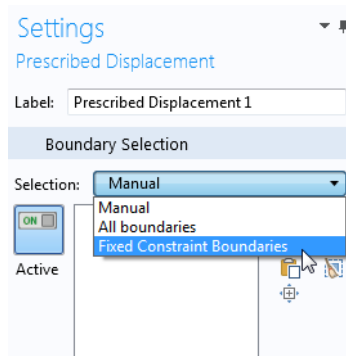 Settings
Prescribed Displacement
Label: Prescribed Displacement 1
Boundary Selection
Selection: Manual
Manual
All boundaries
Fixed Constraint Boundaries
ON
Active